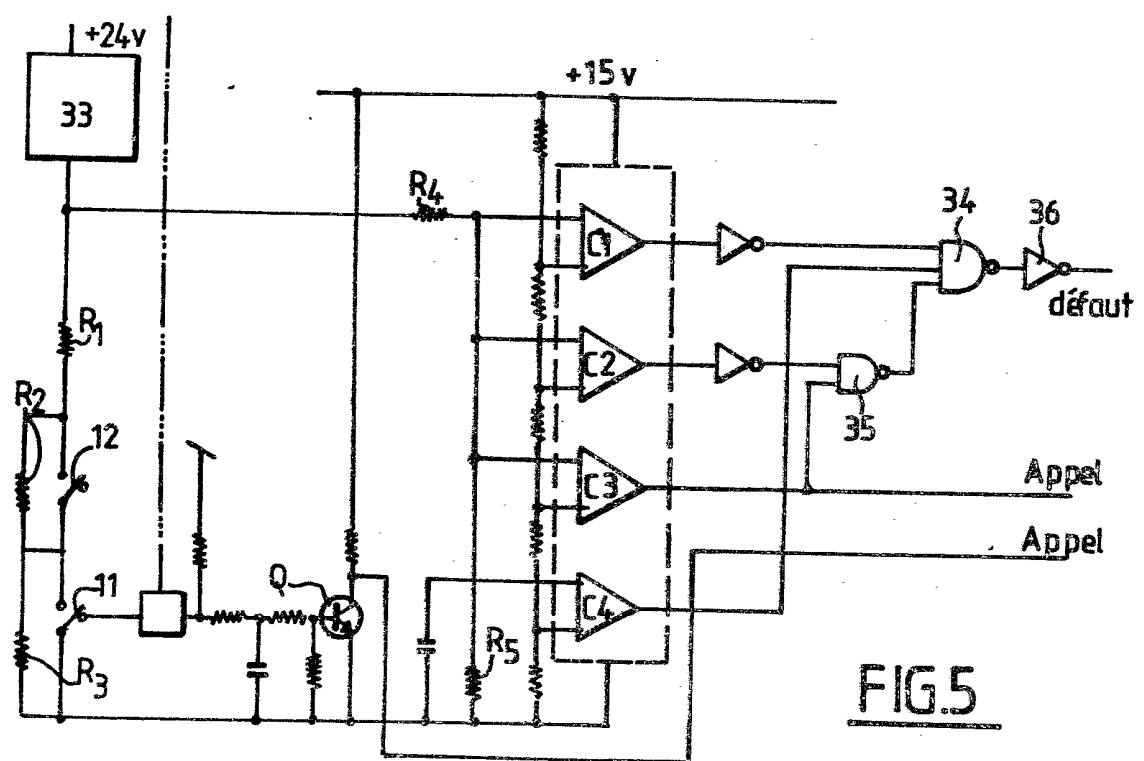 +24v
33
+15v
R4
C1
34
36
défaut
R1
C2
35
R2
12
C3
Appel
Appel
11
Q
C4
R3
R5
FIG.5